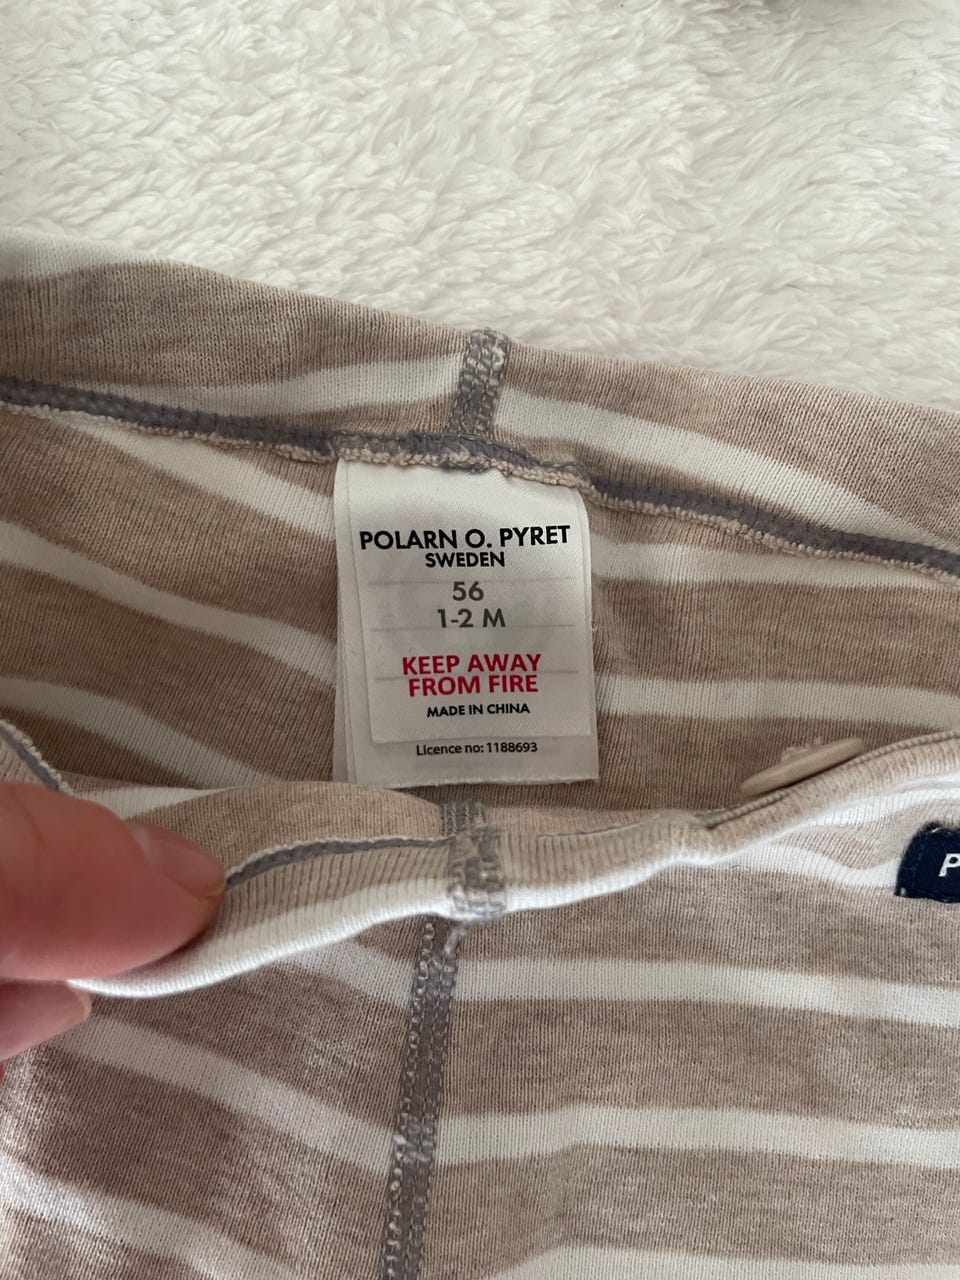 POLARN O. PYRET
SWEDEN
56
1-2 M
KEEP AWAY
FROM FIRE
MADE IN CHINA
Licence no: 1188693
P